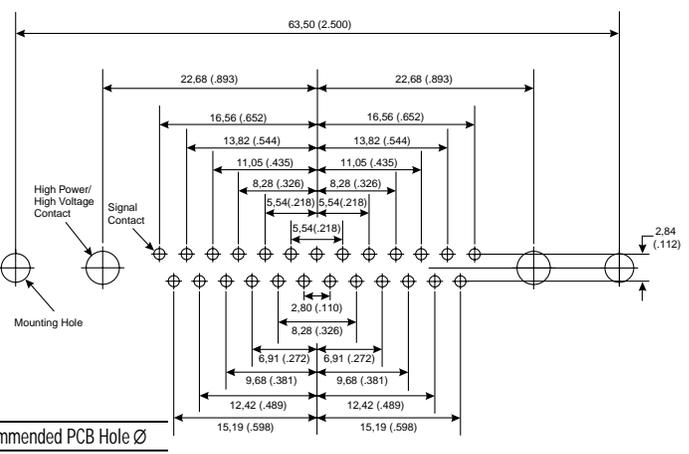 63,50 (2.500)
22,68 (.893) 22,68 (.893)
16,56 (.652) 16,56 (.652)
13,82 (.544) 13,82 (.544)
11,05 (.435) 11,05 (.435)
8,28 (.326) 8,28 (.326)
5,54(.218) 5,54(.218)
5,54(.218)
High Power/
High Voltage
Contact
Signal
Contact
2,84
(.112)
Mounting Hole
2,80 (.110)
8,28 (.326)
6,91 (.272) 6,91 (.272)
9,68 (.381) 9,68 (.381)
12,42 (.489) 12,42 (.489)
15,19 (.598) 15,19 (.598)
mmended PCB Hole Ø